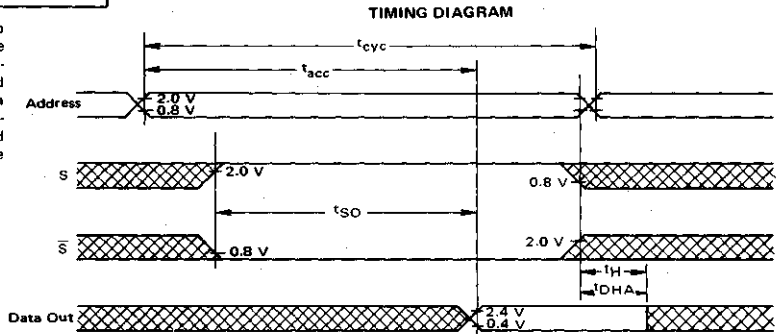 TIMING DIAGRAM
tcyc
tacc
Address
2.0 V
0.8 V
S
2.0 V
0.8 V
tSO
S̅
0.8 V
2.0 V
tH
tDHA
Data Out
2.4 V
0.4 V